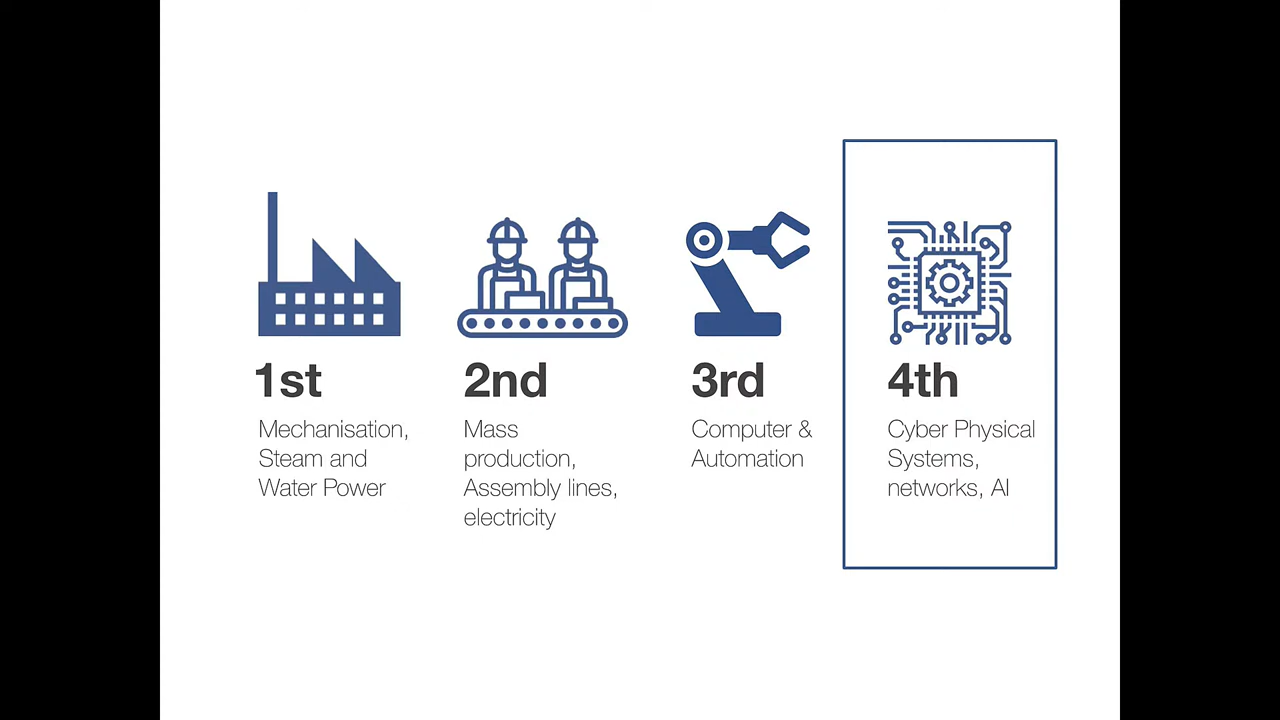 1st
Mechanisation,
Steam and
Water Power
2nd
Mass
production,
Assembly lines,
electricity
3rd
Computer &
Automation
4th
Cyber Physical
Systems,
networks, AI